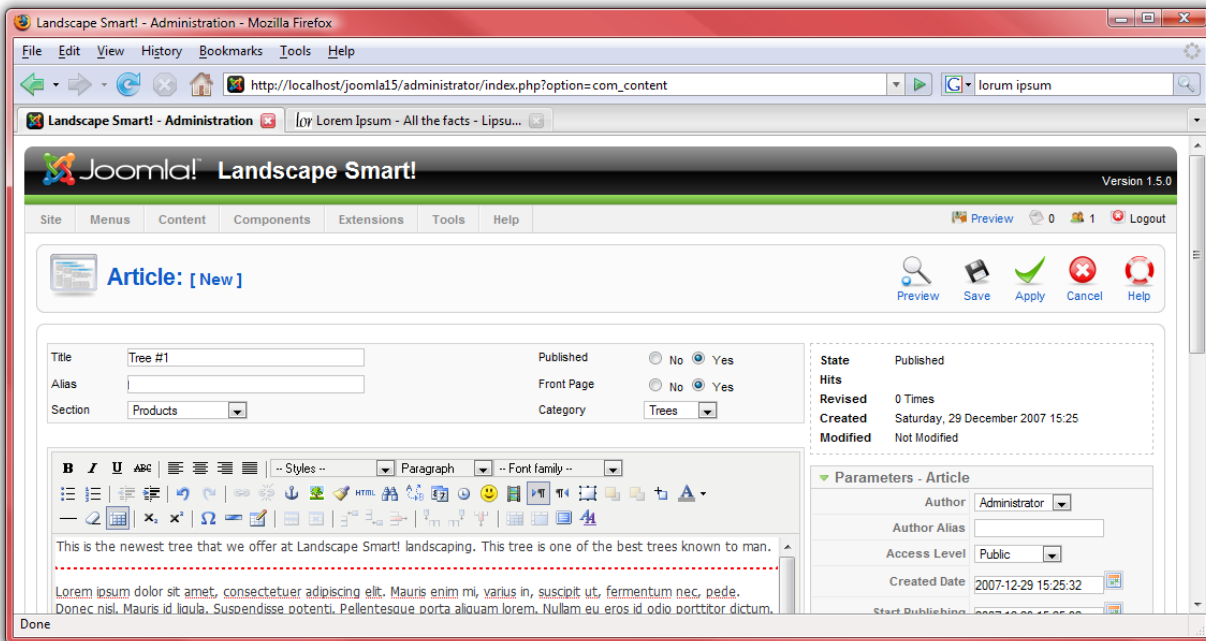 Landscape Smart! - Administration - Mozilla Firefox
File Edit View History Bookmarks Tools Help
http://localhost/joomla15/administrator/index.php?option=com_content
G lorum ipsum
Landscape Smart! - Administration
lor Lorem Ipsum - All the facts - Lipsu...
Joomla! Landscape Smart!
Version 1.5.0
Site Menus Content Components Extensions Tools Help
Preview 0 1 Logout
Article: [ New ]
Preview Save Apply Cancel Help
Title Tree #1 Published No Yes
Alias Front Page No Yes
Section Products Category Trees
State Published
Hits
Revised 0 Times
Created Saturday, 29 December 2007 15:25
Modified Not Modified
B I U ABC -- Styles -- Paragraph -- Font family --
HTML
This is the newest tree that we offer at Landscape Smart! landscaping. This tree is one of the best trees known to man.
Lorem ipsum dolor sit amet, consectetuer adipiscing elit. Mauris enim mi, varius in, suscipit ut, fermentum nec, pede.
Donec nisl. Mauris id ligula. Suspendisse potenti. Pellentesque porta aliquam lorem. Nullam eu eros id odio porttitor dictum.
Parameters - Article
Author Administrator
Author Alias
Access Level Public
Created Date 2007-12-29 15:25:32
Start Publishing
Done